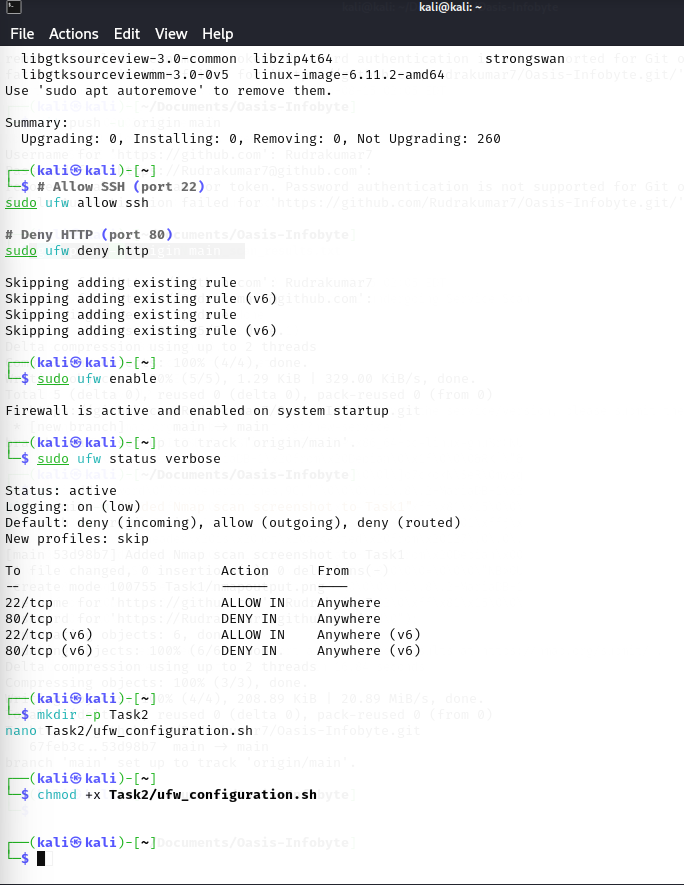 kali@kali: ~
File Actions Edit View Help
libgtksourceview-3.0-common libzip4t64 strongswan
libgtksourceviewmm-3.0-0v5 linux-image-6.11.2-amd64
Use 'sudo apt autoremove' to remove them.
Summary:
Upgrading: 0, Installing: 0, Removing: 0, Not Upgrading: 260
┌──(kali㉿kali)-[~]
└─$ # Allow SSH (port 22)
sudo ufw allow ssh
# Deny HTTP (port 80)
sudo ufw deny http
Skipping adding existing rule
Skipping adding existing rule (v6)
Skipping adding existing rule
Skipping adding existing rule (v6)
┌──(kali㉿kali)-[~]
└─$ sudo ufw enable
Firewall is active and enabled on system startup
┌──(kali㉿kali)-[~]
└─$ sudo ufw status verbose
Status: active
Logging: on (low)
Default: deny (incoming), allow (outgoing), deny (routed)
New profiles: skip
To Action From
-- ------ ----
22/tcp ALLOW IN Anywhere
80/tcp DENY IN Anywhere
22/tcp (v6) ALLOW IN Anywhere (v6)
80/tcp (v6) DENY IN Anywhere (v6)
┌──(kali㉿kali)-[~]
└─$ mkdir -p Task2
nano Task2/ufw_configuration.sh
┌──(kali㉿kali)-[~]
└─$ chmod +x Task2/ufw_configuration.sh
┌──(kali㉿kali)-[~]
└─$